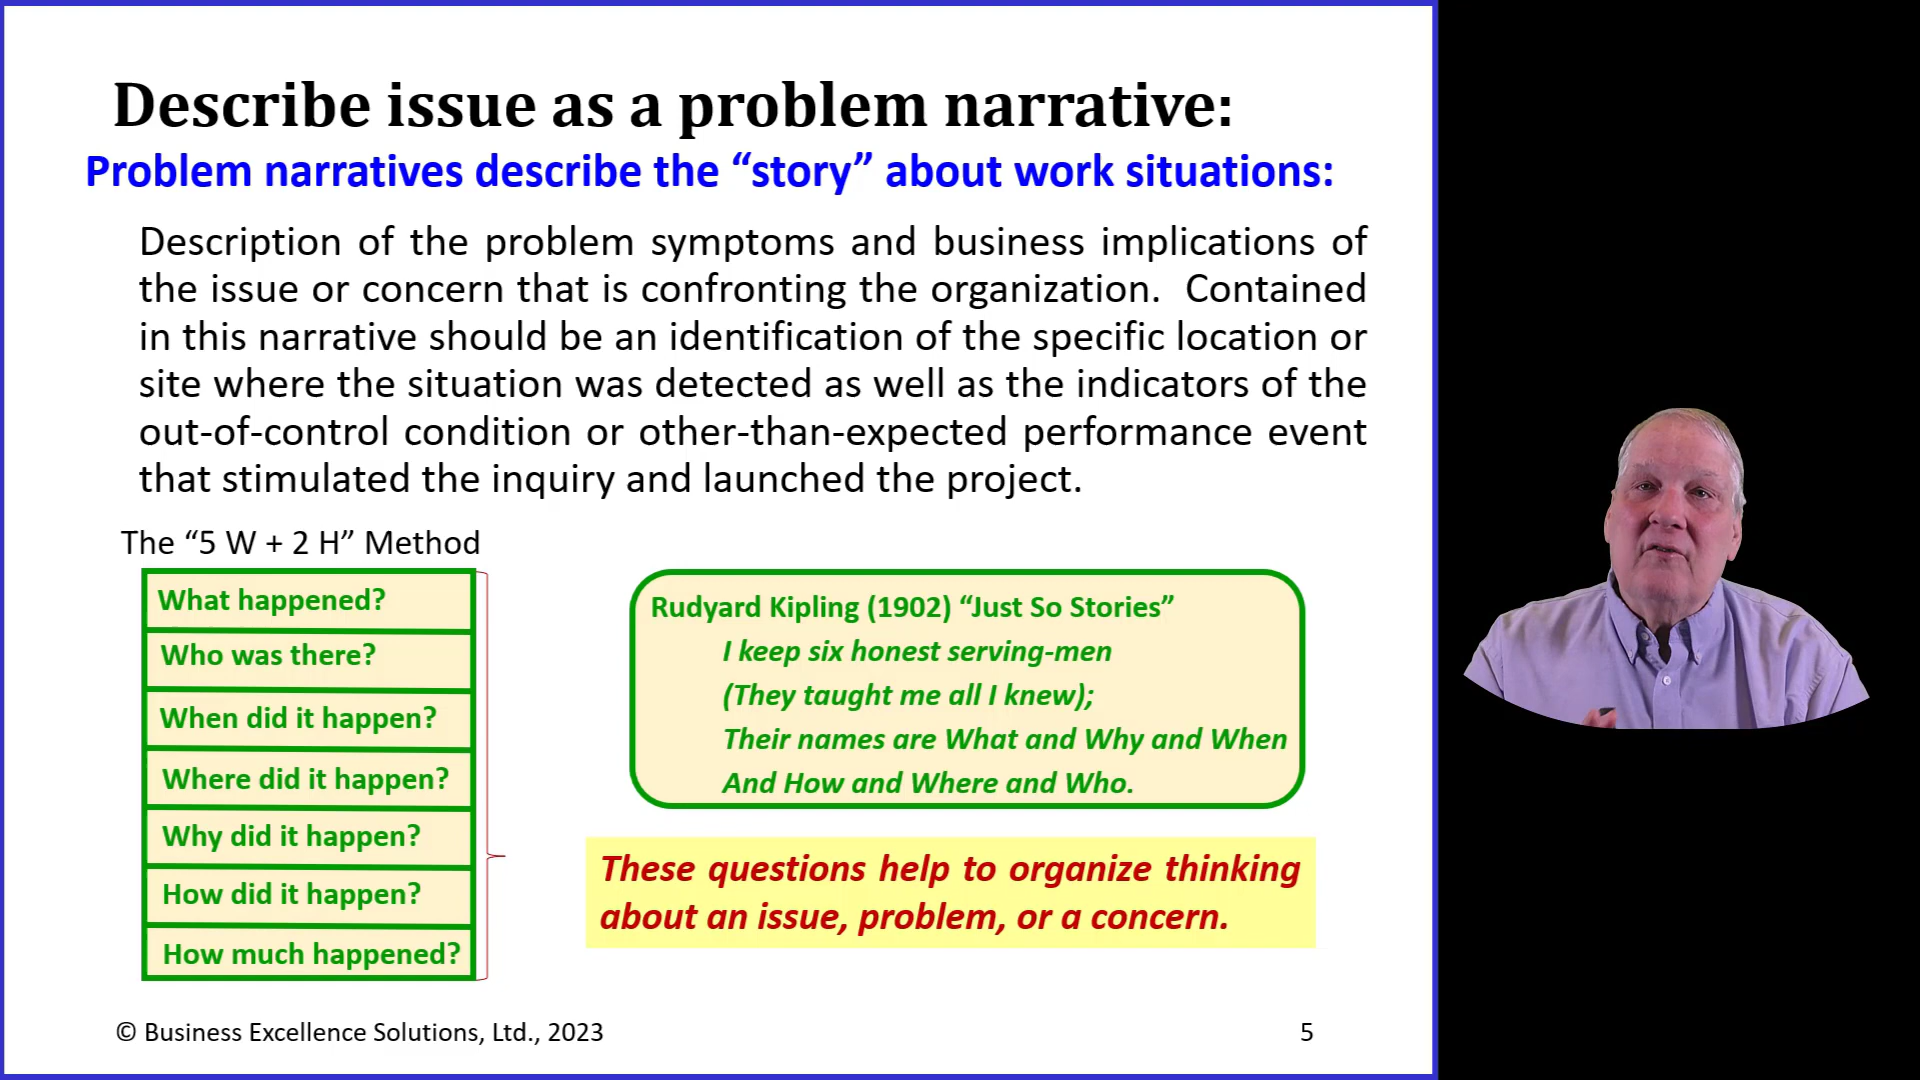 Describe issue as a problem narrative:
Problem narratives describe the “story” about work situations:
Description of the problem symptoms and business implications of
the issue or concern that is confronting the organization.  Contained
in this narrative should be an identification of the specific location or
site where the situation was detected as well as the indicators of the
out-of-control condition or other-than-expected performance event
that stimulated the inquiry and launched the project.
The “5 W + 2 H” Method
What happened?
Who was there?
When did it happen?
Where did it happen?
Why did it happen?
How did it happen?
How much happened?
Rudyard Kipling (1902) “Just So Stories”
I keep six honest serving-men
(They taught me all I knew);
Their names are What and Why and When
And How and Where and Who.
These questions help to organize thinking
about an issue, problem, or a concern.
© Business Excellence Solutions, Ltd., 2023
5